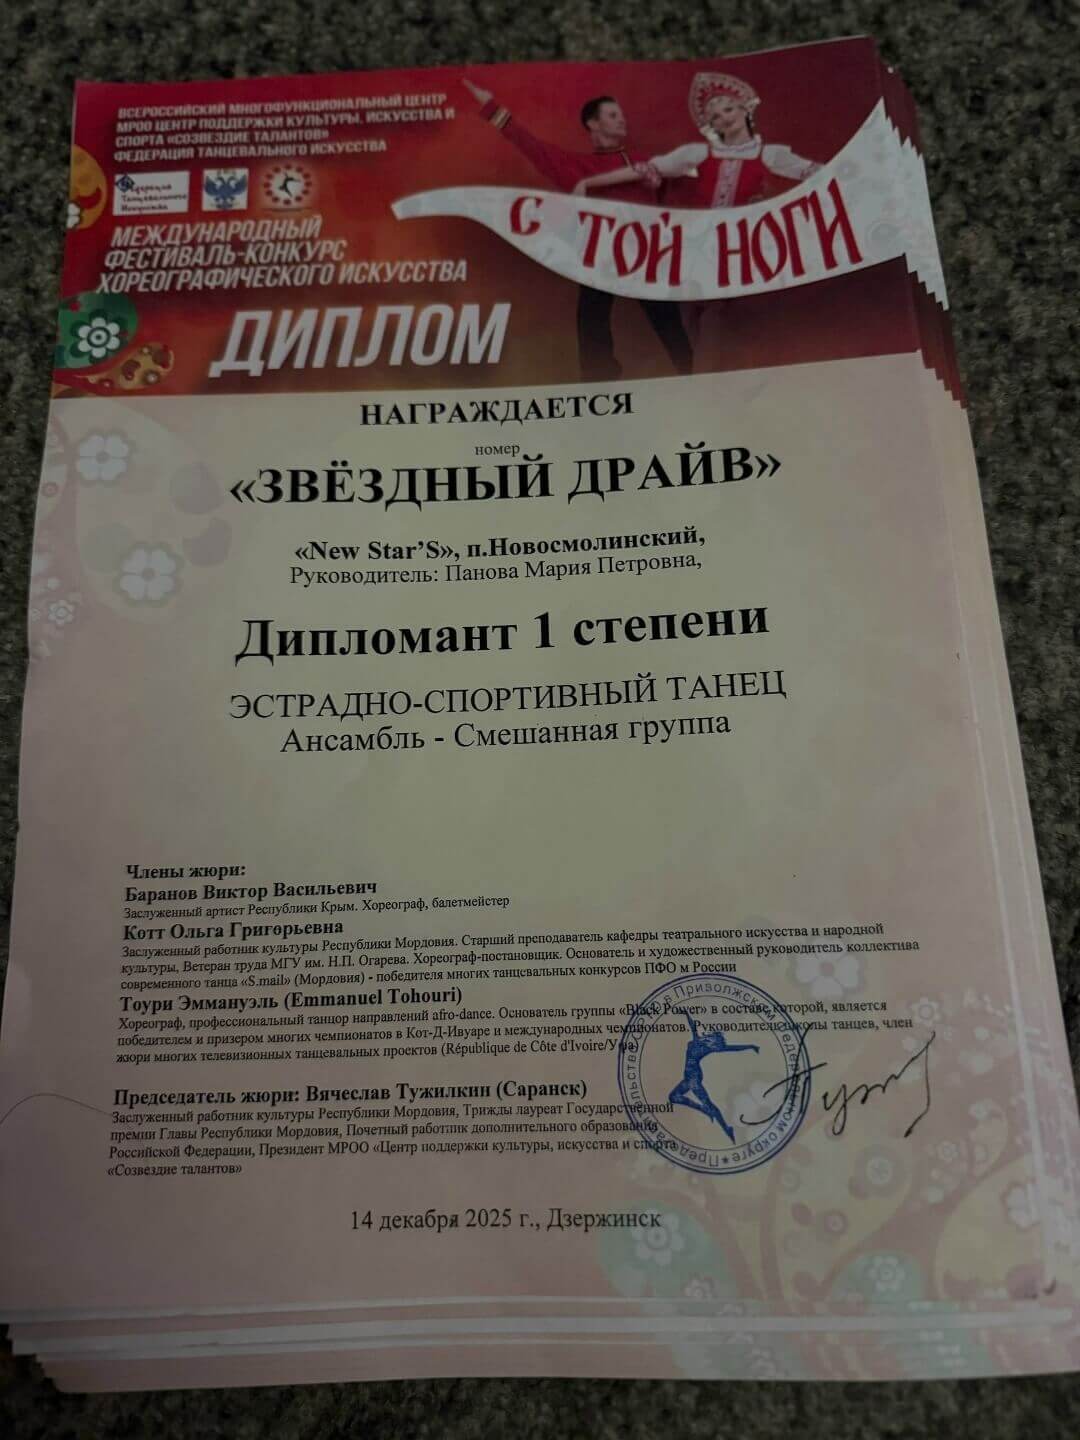 ВСЕРОССИЙСКИЙ МНОГОФУНКЦИОНАЛЬНЫЙ ЦЕНТР
МРОО ЦЕНТР ПОДДЕРЖКИ КУЛЬТУРЫ, ИСКУССТВА И
СПОРТА «СОЗВЕЗДИЕ ТАЛАНТОВ»
ФЕДЕРАЦИЯ ТАНЦЕВАЛЬНОГО ИСКУССТВА
Федерация
Танцевального
Искусства
МЕЖДУНАРОДНЫЙ
ФЕСТИВАЛЬ-КОНКУРС
ХОРЕОГРАФИЧЕСКОГО ИСКУССТВА
С ТОЙ НОГИ
ДИПЛОМ
НАГРАЖДАЕТСЯ
номер
«ЗВЁЗДНЫЙ ДРАЙВ»
«New Star’S», п.Новосмолинский,
Руководитель: Панова Мария Петровна,
Дипломант 1 степени
ЭСТРАДНО-СПОРТИВНЫЙ ТАНЕЦ
Ансамбль - Смешанная группа
Члены жюри:
Баранов Виктор Васильевич
Заслуженный артист Республики Крым. Хореограф, балетмейстер
Котт Ольга Григорьевна
Заслуженный работник культуры Республики Мордовия. Старший преподаватель кафедры театрального искусства и народной
культуры, Ветеран труда МГУ им. Н.П. Огарева. Хореограф-постановщик. Основатель и художественный руководитель коллектива
современного танца «S.mail» (Мордовия) - победителя многих танцевальных конкурсов ПФО м России
Тоури Эммануэль (Emmanuel Tohouri)
Хореограф, профессиональный танцор направлений afro-dance. Основатель группы «Black Power» в составе которой, является
победителем и призером многих чемпионатов в Кот-Д-Ивуаре и международных чемпионатов. Руководитель школы танцев, член
жюри многих телевизионных танцевальных проектов (République de Côte d'Ivoire/Уфа)
Председатель жюри: Вячеслав Тужилкин (Саранск)
Заслуженный работник культуры Республики Мордовия, Трижды лауреат Государственной
премии Главы Республики Мордовия, Почетный работник дополнительного образования
Российской Федерации, Президент МРОО «Центр поддержки культуры, искусства и спорта
«Созвездие талантов»
в Приволжском федеральном округе
14 декабря 2025 г., Дзержинск